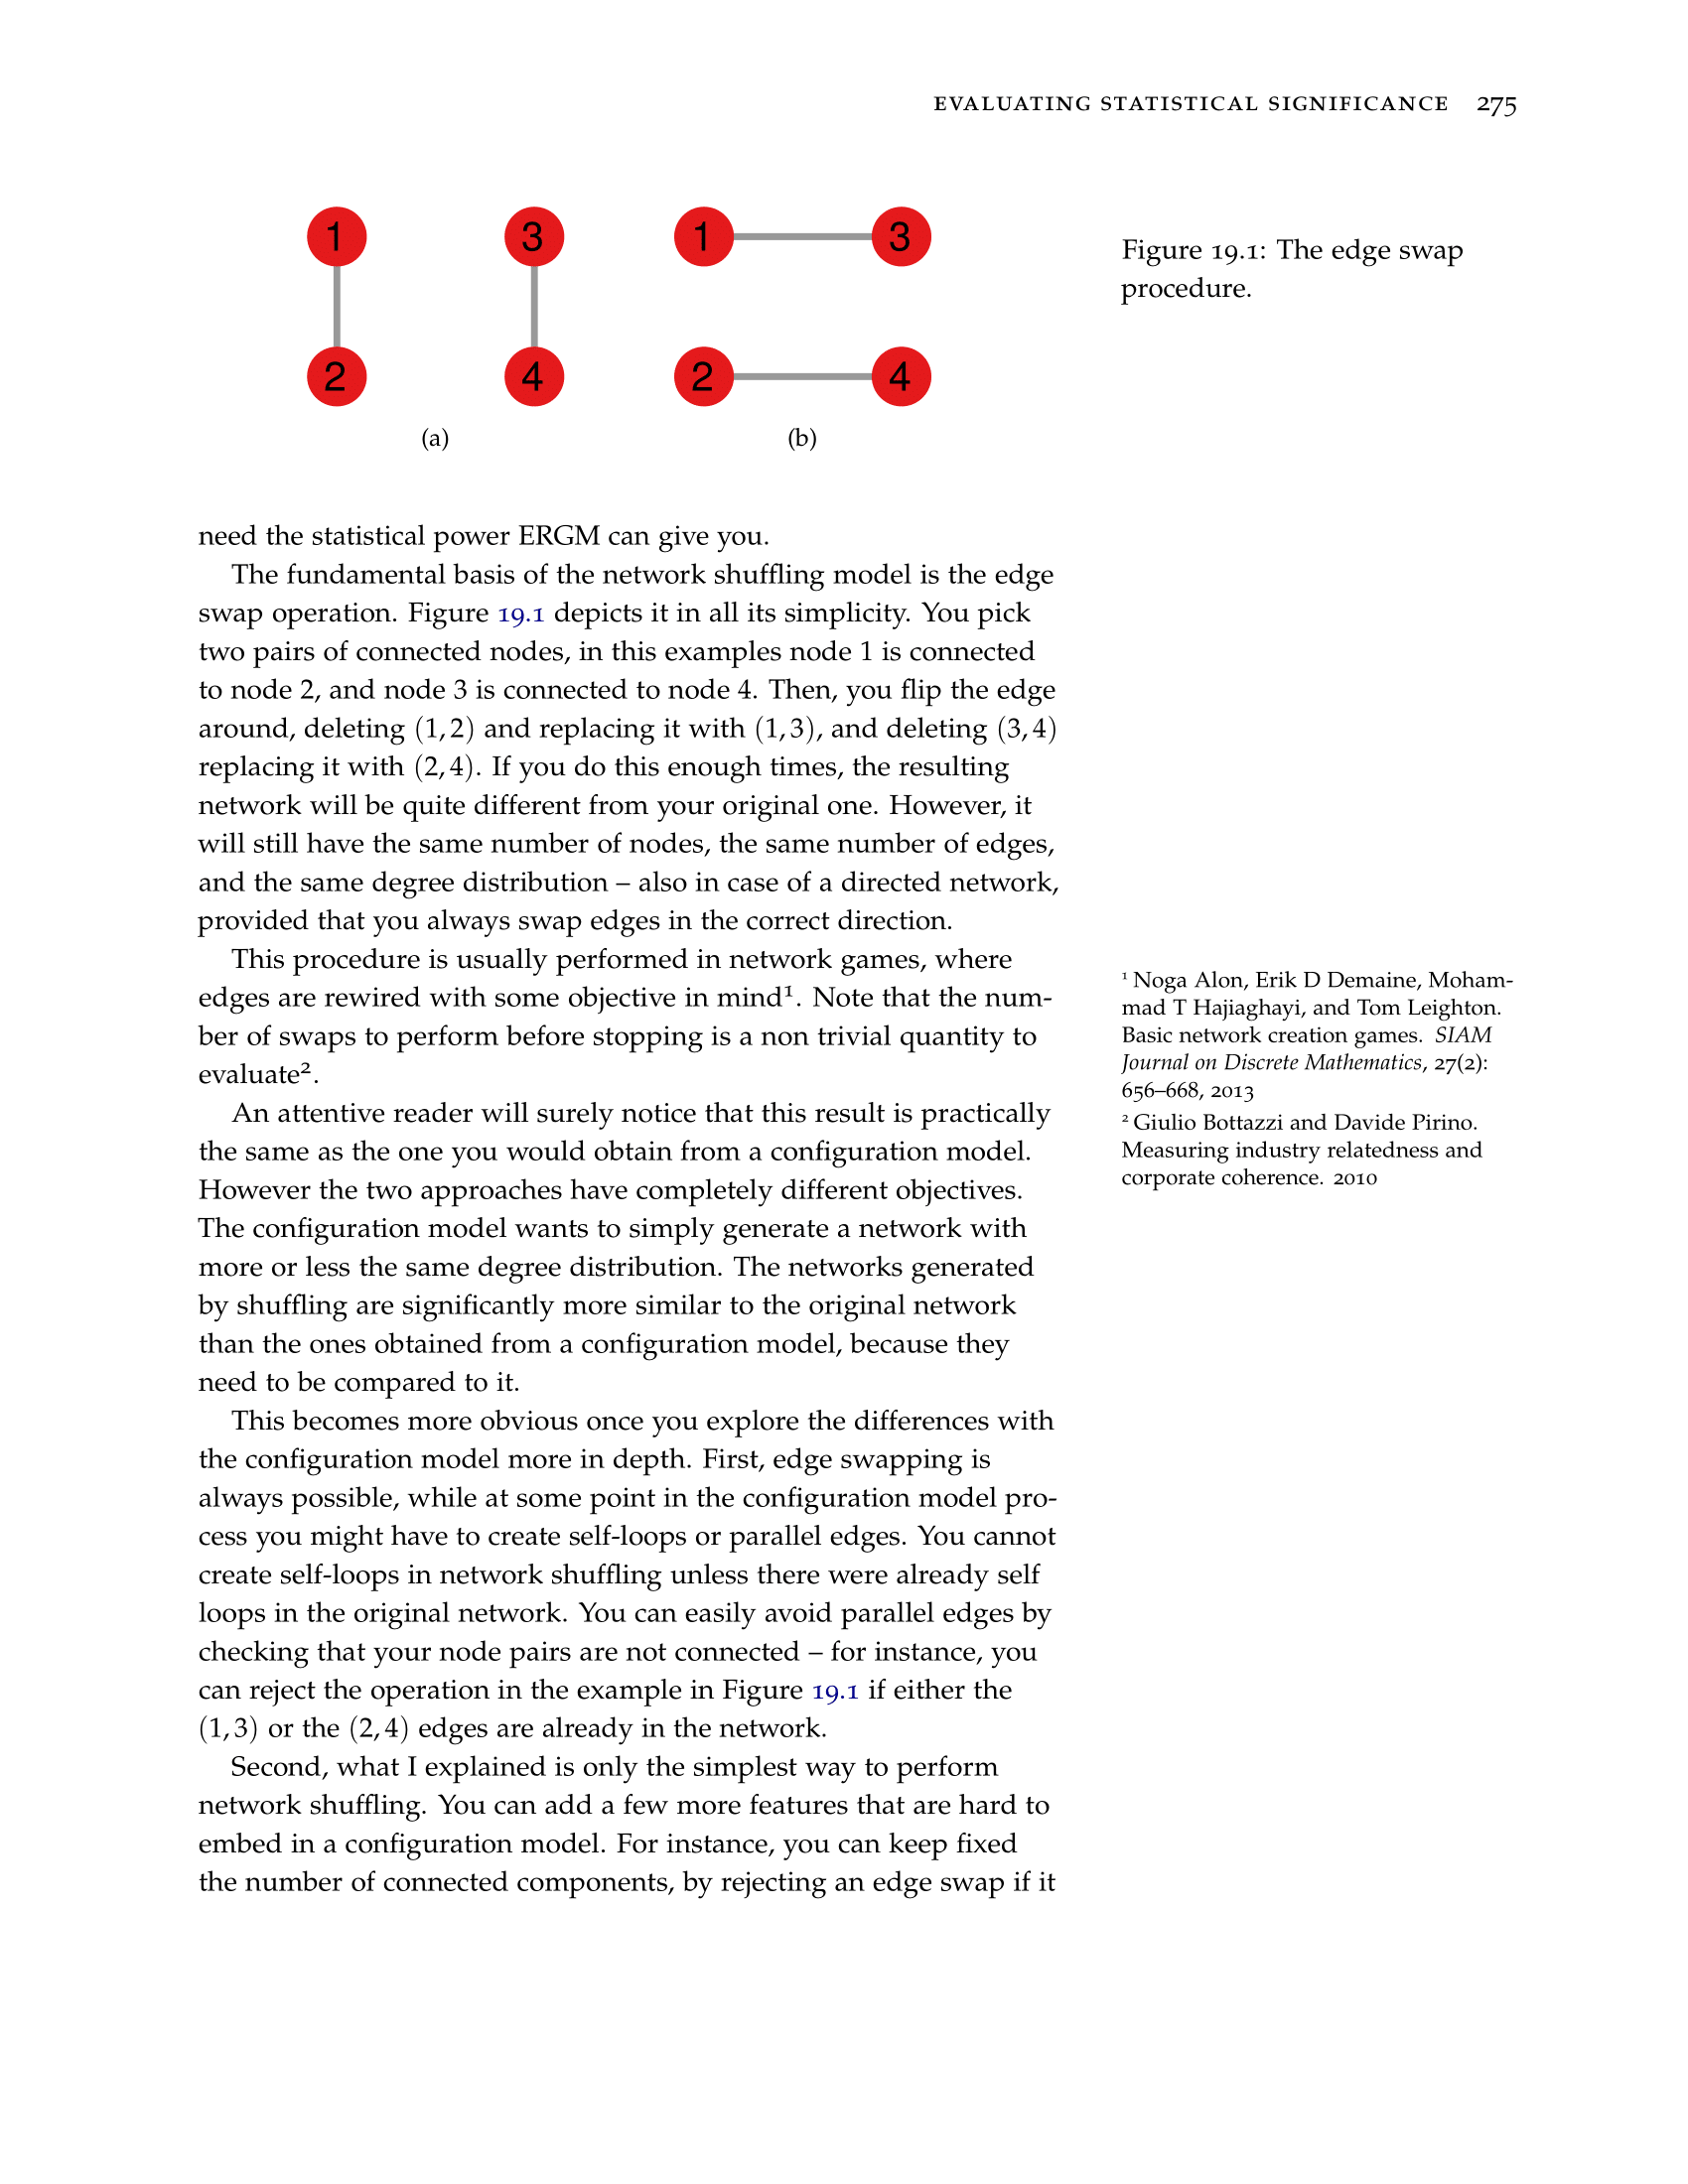 EVALUATING STATISTICAL SIGNIFICANCE 275
1 3 1 3
2 4 2 4
(a) (b)
Figure 19.1: The edge swap
procedure.
need the statistical power ERGM can give you.
The fundamental basis of the network shuffling model is the edge
swap operation. Figure 19.1 depicts it in all its simplicity. You pick
two pairs of connected nodes, in this examples node 1 is connected
to node 2, and node 3 is connected to node 4. Then, you flip the edge
around, deleting (1, 2) and replacing it with (1, 3), and deleting (3, 4)
replacing it with (2, 4). If you do this enough times, the resulting
network will be quite different from your original one. However, it
will still have the same number of nodes, the same number of edges,
and the same degree distribution – also in case of a directed network,
provided that you always swap edges in the correct direction.
This procedure is usually performed in network games, where
edges are rewired with some objective in mind¹. Note that the num-
ber of swaps to perform before stopping is a non trivial quantity to
evaluate².
An attentive reader will surely notice that this result is practically
the same as the one you would obtain from a configuration model.
However the two approaches have completely different objectives.
The configuration model wants to simply generate a network with
more or less the same degree distribution. The networks generated
by shuffling are significantly more similar to the original network
than the ones obtained from a configuration model, because they
need to be compared to it.
This becomes more obvious once you explore the differences with
the configuration model more in depth. First, edge swapping is
always possible, while at some point in the configuration model pro-
cess you might have to create self-loops or parallel edges. You cannot
create self-loops in network shuffling unless there were already self
loops in the original network. You can easily avoid parallel edges by
checking that your node pairs are not connected – for instance, you
can reject the operation in the example in Figure 19.1 if either the
(1, 3) or the (2, 4) edges are already in the network.
Second, what I explained is only the simplest way to perform
network shuffling. You can add a few more features that are hard to
embed in a configuration model. For instance, you can keep fixed
the number of connected components, by rejecting an edge swap if it
¹ Noga Alon, Erik D Demaine, Moham-
mad T Hajiaghayi, and Tom Leighton.
Basic network creation games. SIAM
Journal on Discrete Mathematics, 27(2):
656–668, 2013
² Giulio Bottazzi and Davide Pirino.
Measuring industry relatedness and
corporate coherence. 2010